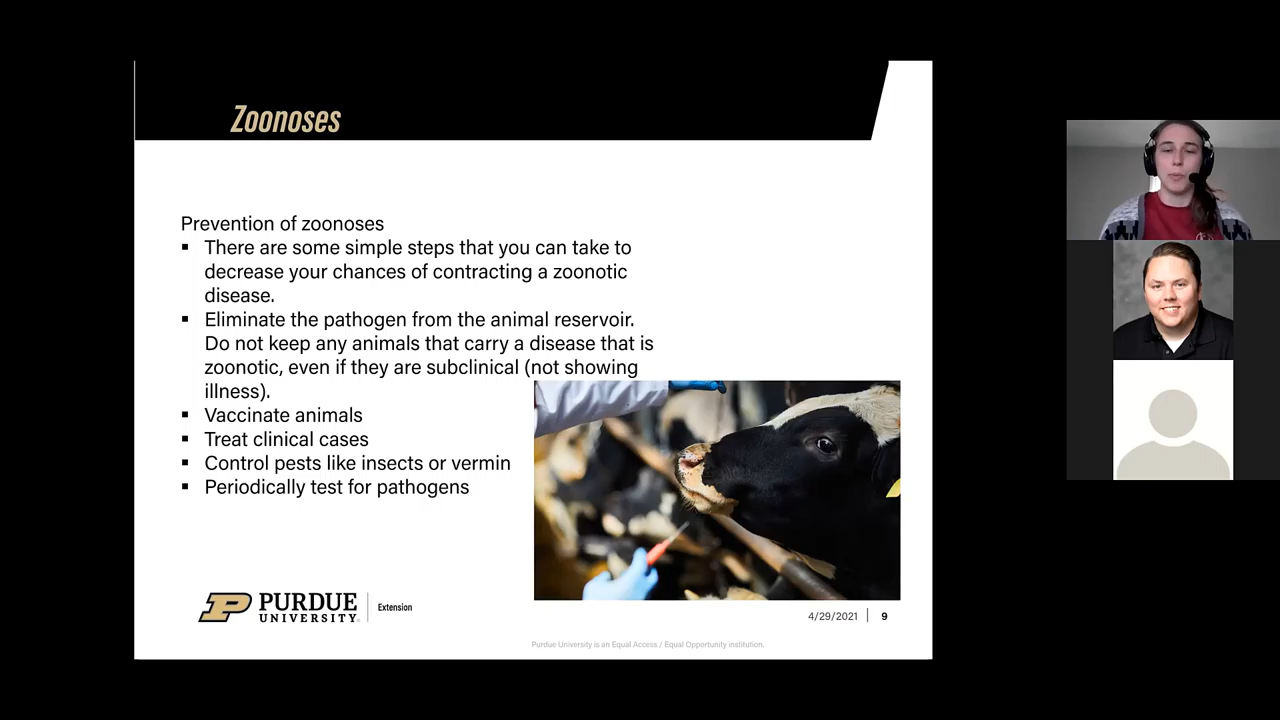 Zoonoses
Prevention of zoonoses
▪ There are some simple steps that you can take to
decrease your chances of contracting a zoonotic
disease.
▪ Eliminate the pathogen from the animal reservoir.
Do not keep any animals that carry a disease that is
zoonotic, even if they are subclinical (not showing
illness).
▪ Vaccinate animals
▪ Treat clinical cases
▪ Control pests like insects or vermin
▪ Periodically test for pathogens
P PURDUE
UNIVERSITY®
Extension
4/29/2021 | 9
Purdue University is an Equal Access / Equal Opportunity institution.